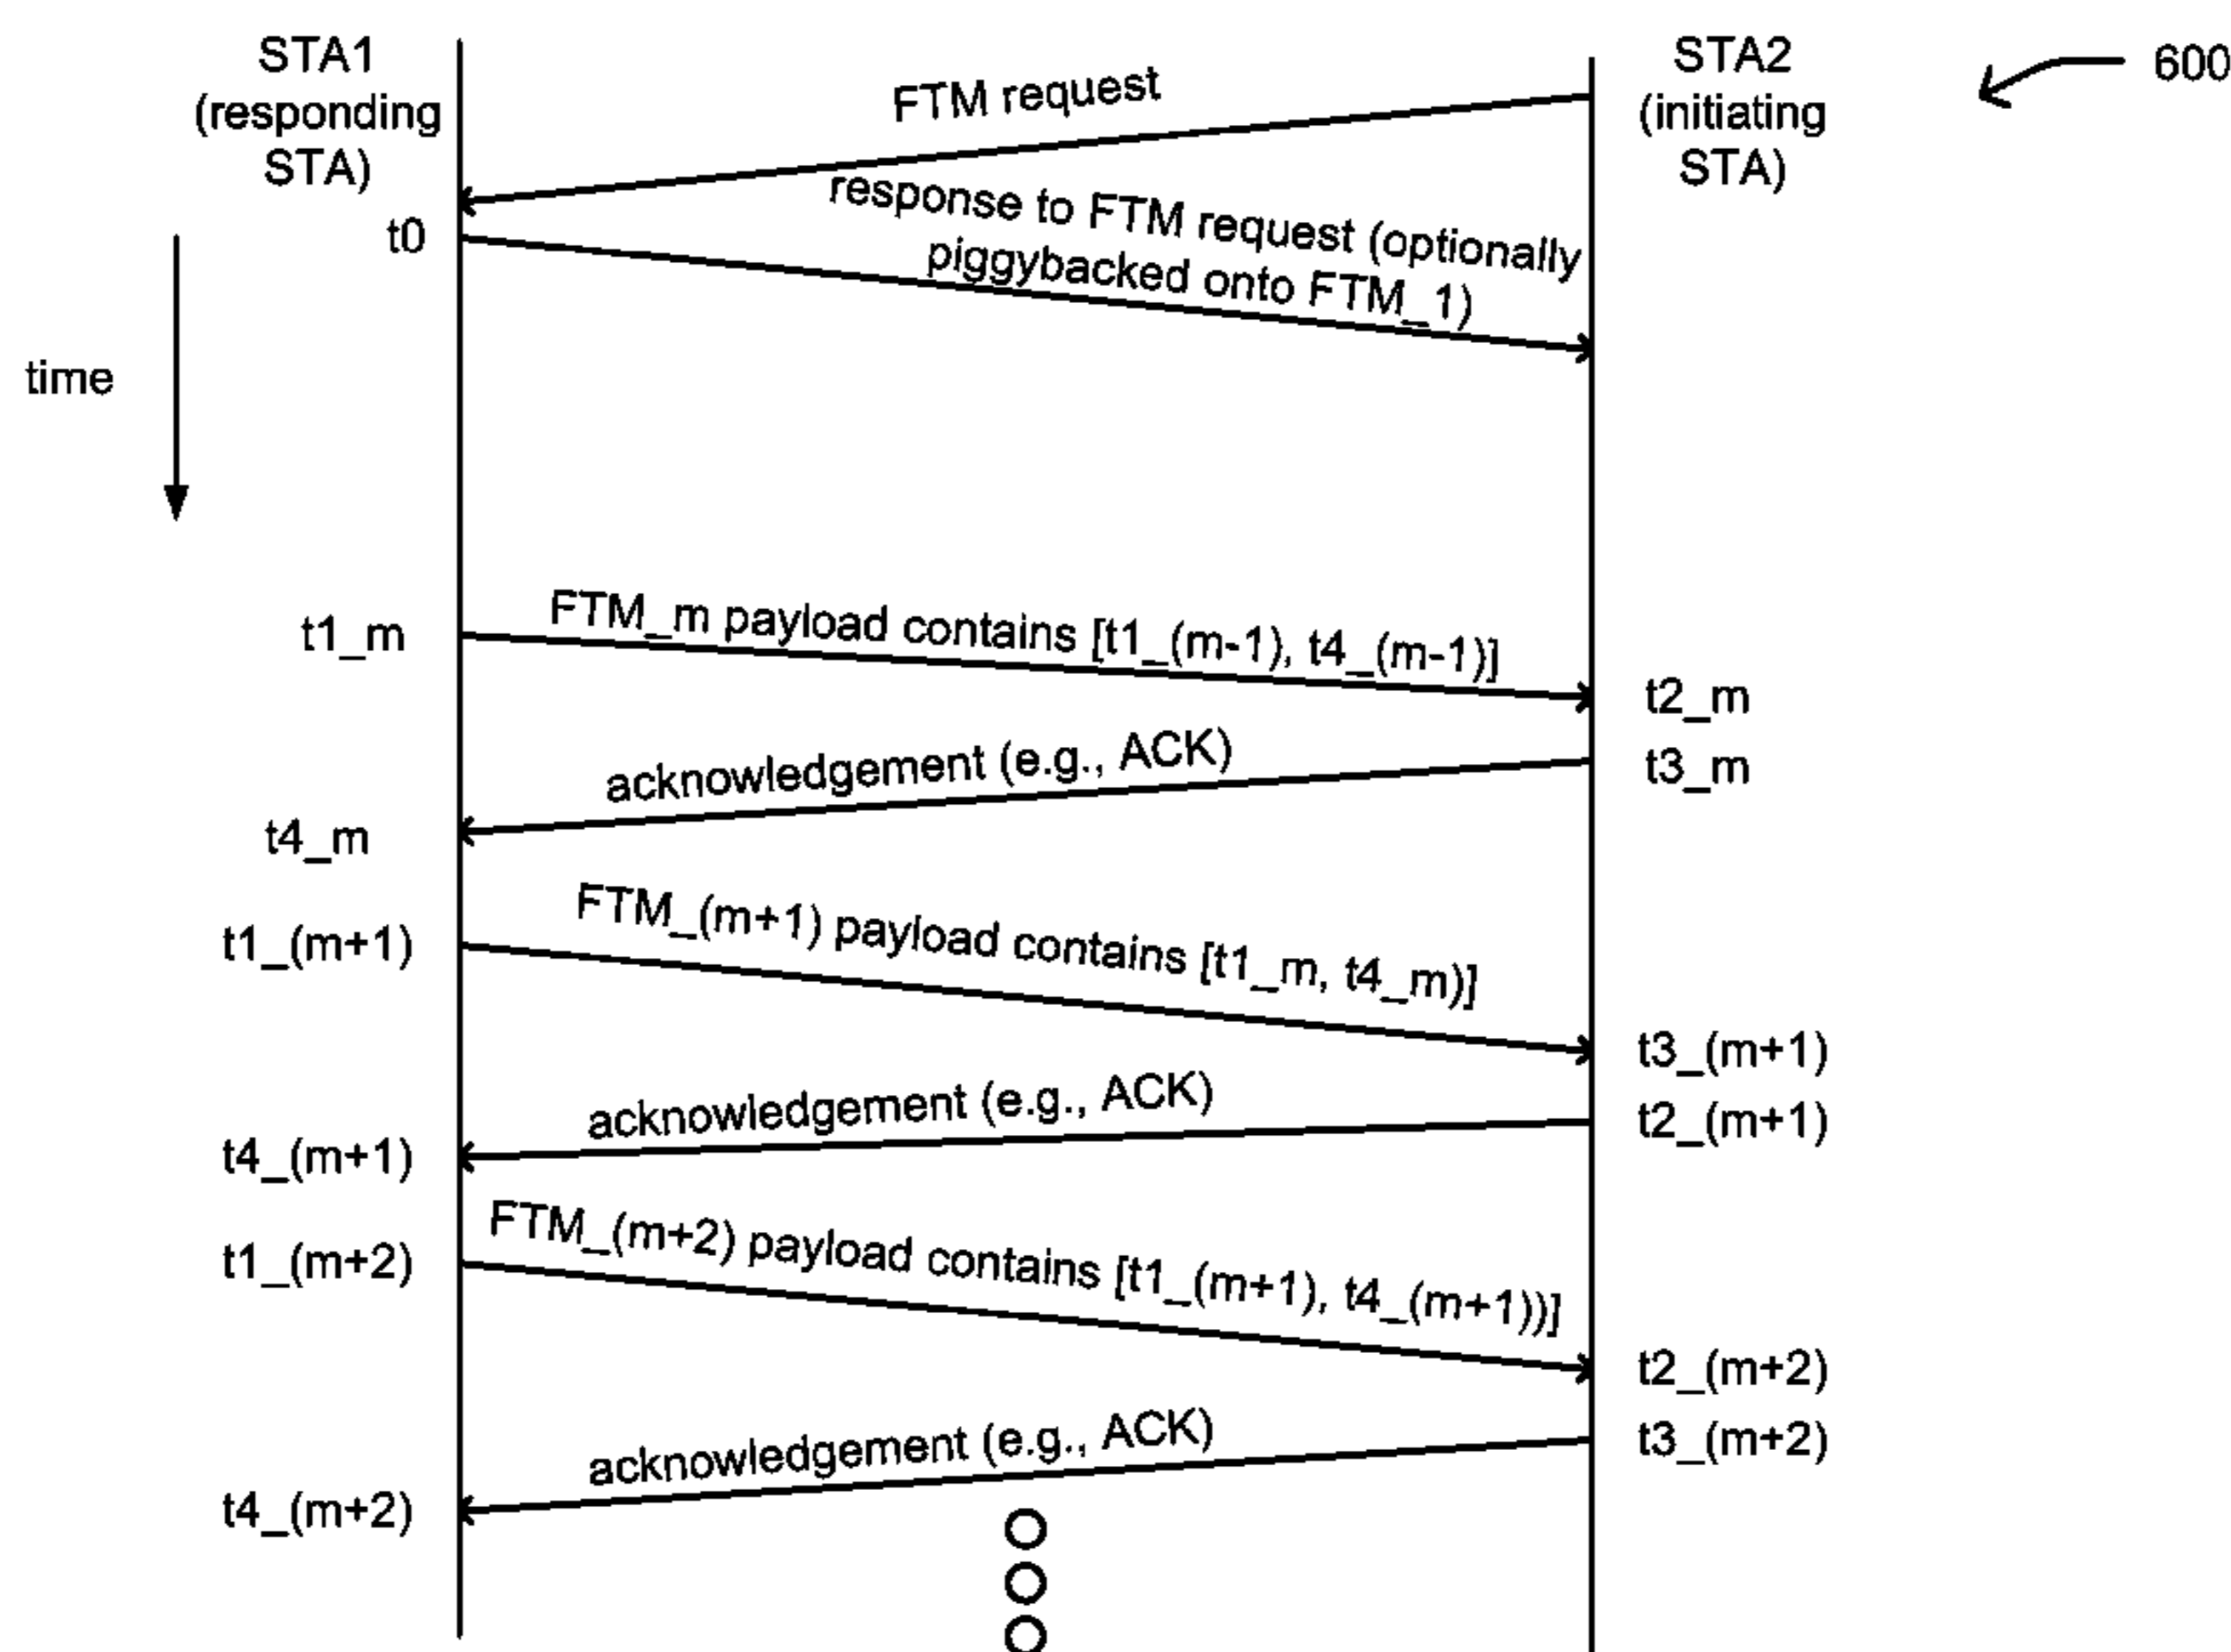 STA1
(responding
STA)
STA2
(initiating
STA)
600
FTM request
t0
response to FTM request (optionally
piggybacked onto FTM_1)
time
t1_m
FTM_m payload contains [t1_(m-1), t4_(m-1)]
t2_m
acknowledgement (e.g., ACK)
t3_m
t4_m
FTM_(m+1) payload contains [t1_m, t4_m)]
t1_(m+1)
t3_(m+1)
acknowledgement (e.g., ACK)
t2_(m+1)
t4_(m+1)
FTM_(m+2) payload contains [t1_(m+1), t4_(m+1))]
t1_(m+2)
t2_(m+2)
acknowledgement (e.g., ACK)
t3_(m+2)
t4_(m+2)